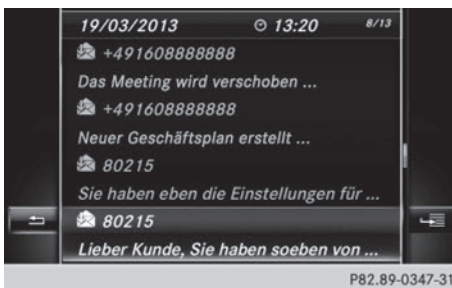 19/03/2013 13:20 8/13
+491608888888
Das Meeting wird verschoben ...
+491608888888
Neuer Geschäftsplan erstellt ...
80215
Sie haben eben die Einstellungen für ...
80215
Lieber Kunde, Sie haben soeben von ...
P82.89-0347-31